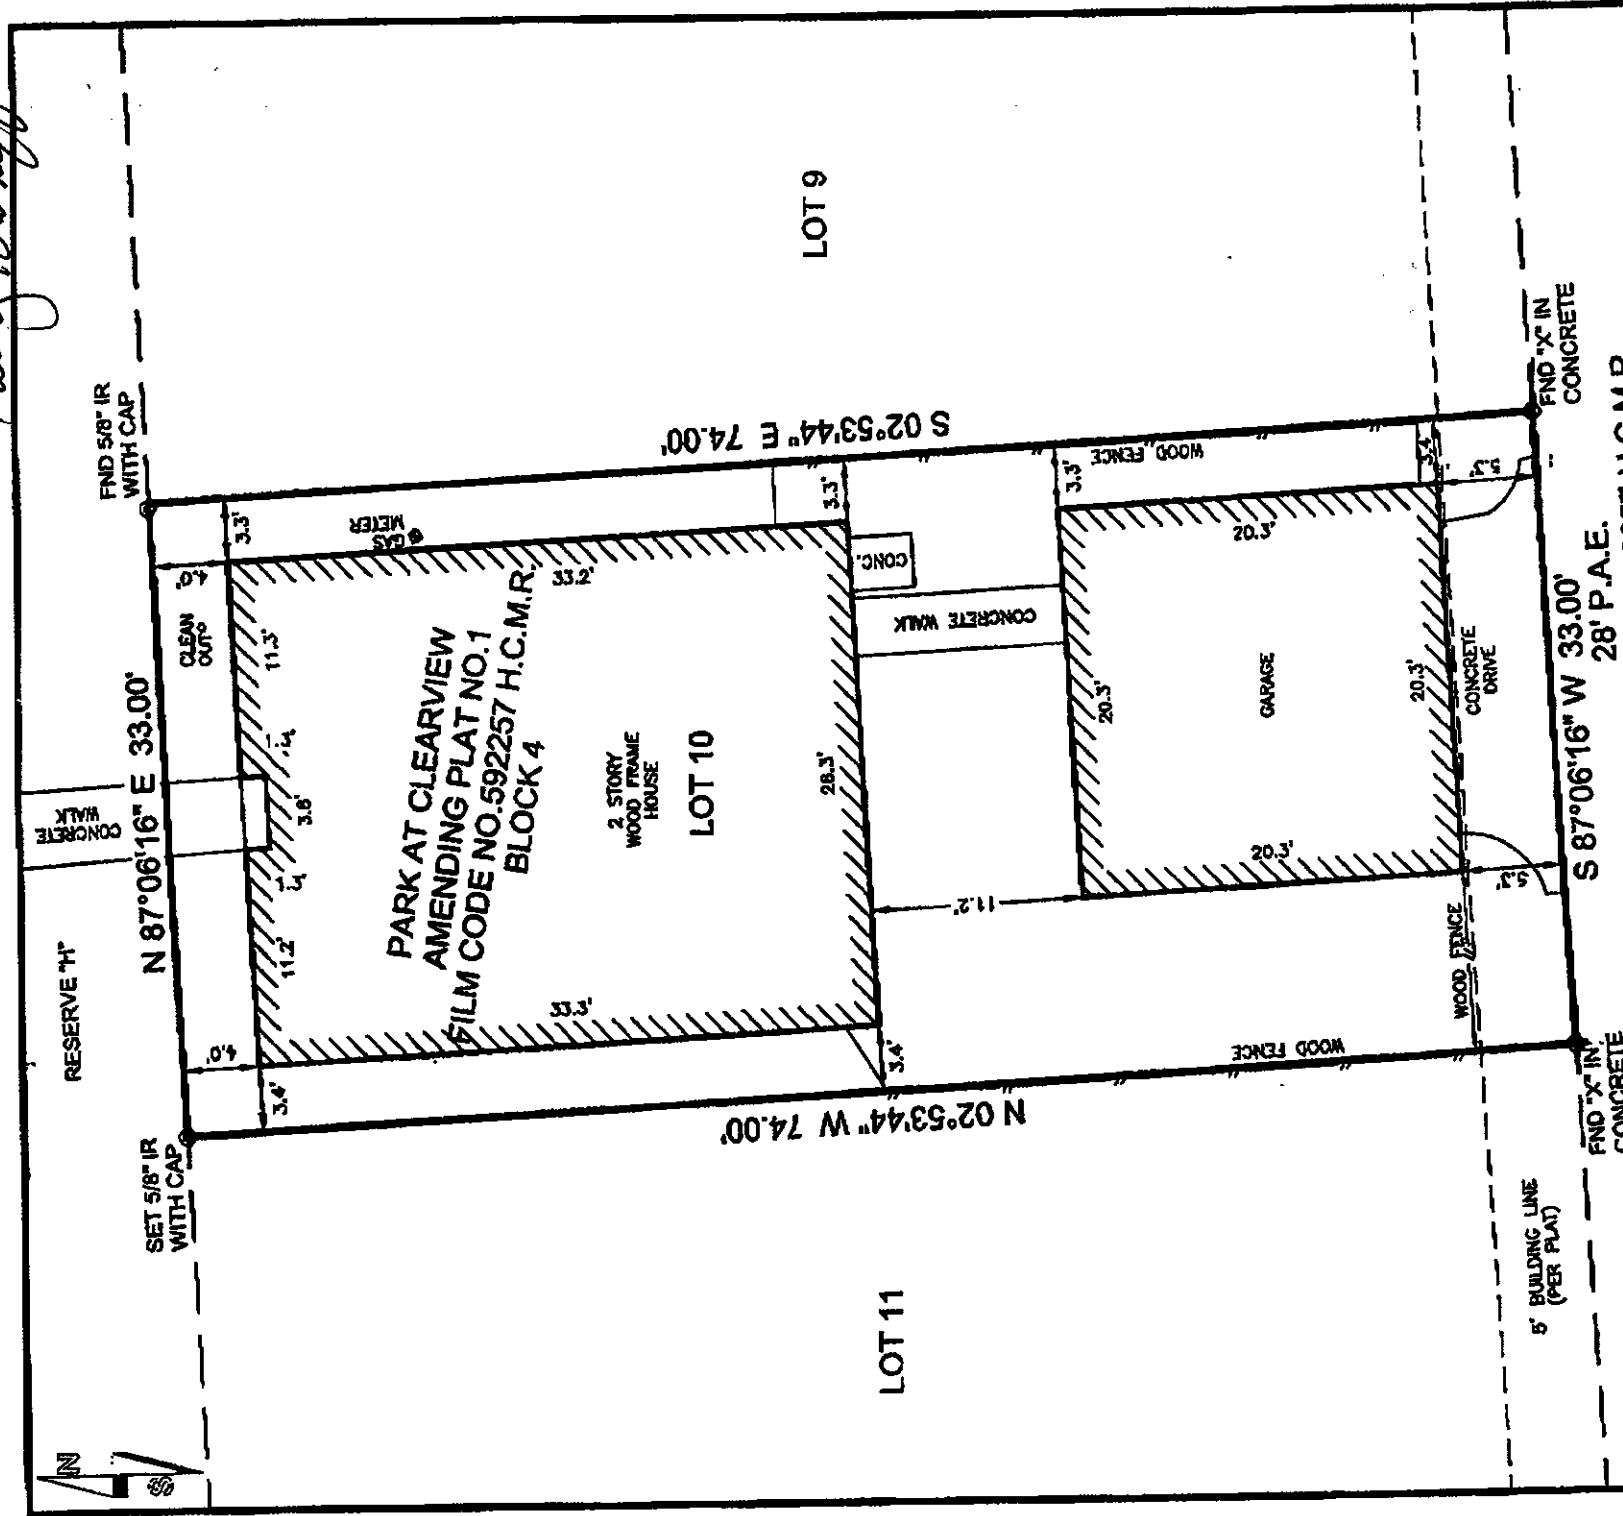 RESERVE "H"
CONCRETE
WALK
SET 5/8" IR
WITH CAP
FND 5/8" IR
WITH CAP
N 87°06'16" E 33.00'
4.0'
4.0'
CLEAN
OUT
3.4'
3.3'
11.2'
1.3'
3.8'
11.3'
GAS
METER
PARK AT CLEARVIEW
AMENDING PLAT NO.1
FILM CODE NO.592257 H.C.M.R.
BLOCK 4
33.3'
33.2'
2 STORY
WOOD FRAME
HOUSE
LOT 10
LOT 11
LOT 9
N 02°53'44" W 74.00'
S 02°53'44" E 74.00'
28.3'
3.4'
3.3'
CONC.
CONCRETE WALK
11.2'
3.3'
20.3'
20.3'
20.3'
20.3'
GARAGE
WOOD FENCE
WOOD FENCE
WOOD FENCE
3.4'
5.3'
5.3'
CONCRETE
DRIVE
5' BUILDING LINE
(PER PLAT)
FND "X" IN
CONCRETE
FND "X" IN
CONCRETE
S 87°06'16" W 33.00'
28' P.A.E.
N
S